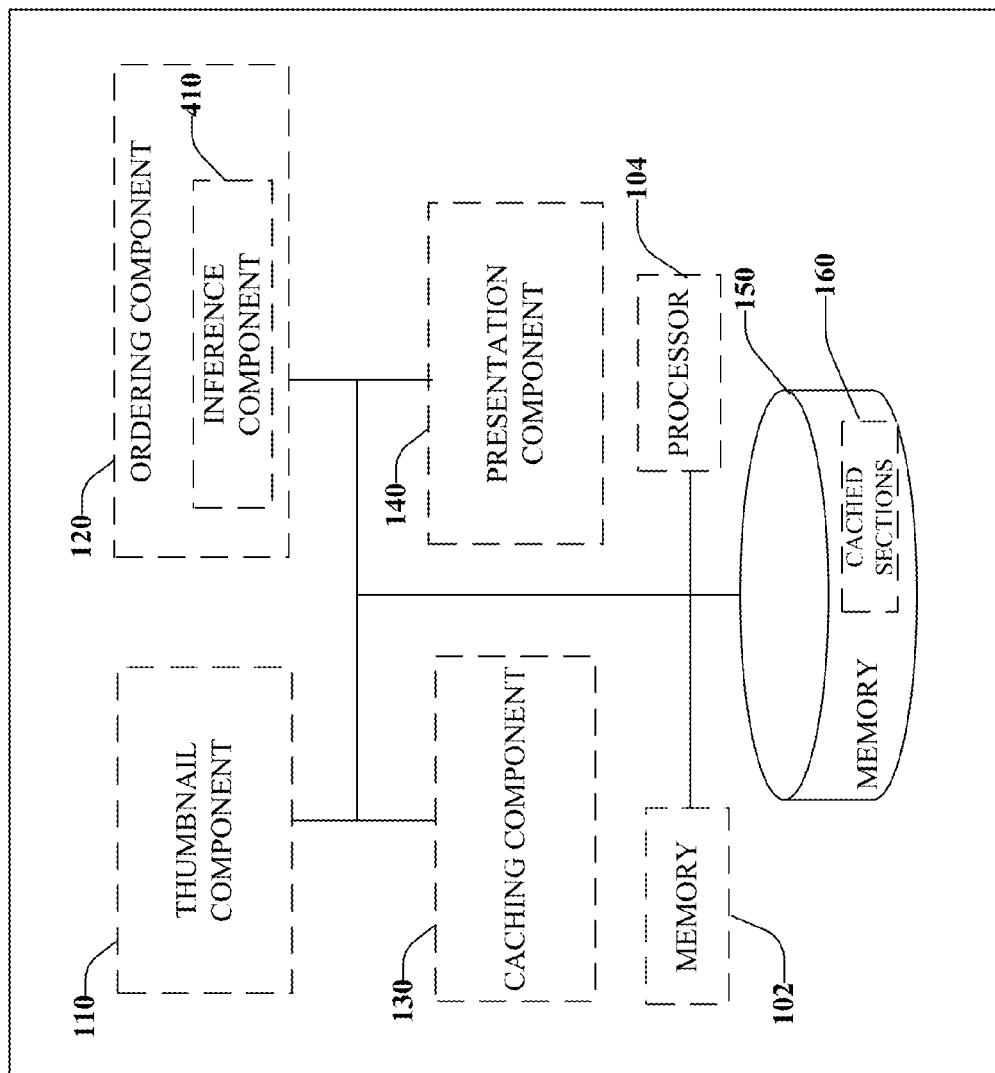 110
THUMBNAIL
COMPONENT
120
ORDERING COMPONENT
410
INFERENCE
COMPONENT
130
CACHING COMPONENT
140
PRESENTATION
COMPONENT
MEMORY
102
PROCESSOR
104
150
160
CACHED
SECTIONS
MEMORY